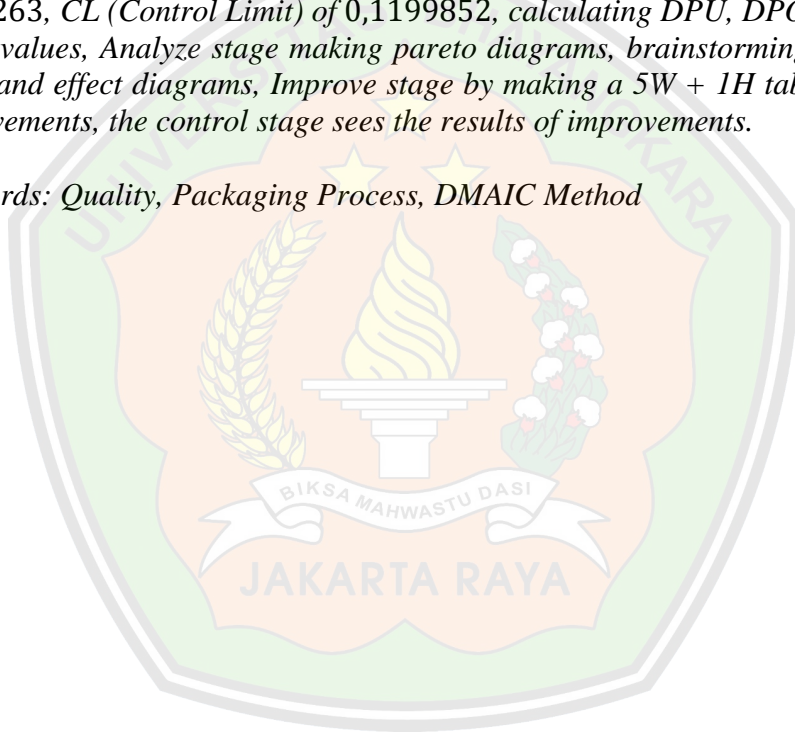 263, CL (Control Limit) of 0,1199852, calculating DPU, DPO
values, Analyze stage making pareto diagrams, brainstorming
and effect diagrams, Improve stage by making a 5W + 1H tab
vements, the control stage sees the results of improvements.
rds: Quality, Packaging Process, DMAIC Method
UNIVERSITAS BHAYANGKARA
BIKSA MAHWASTU DASI
JAKARTA RAYA